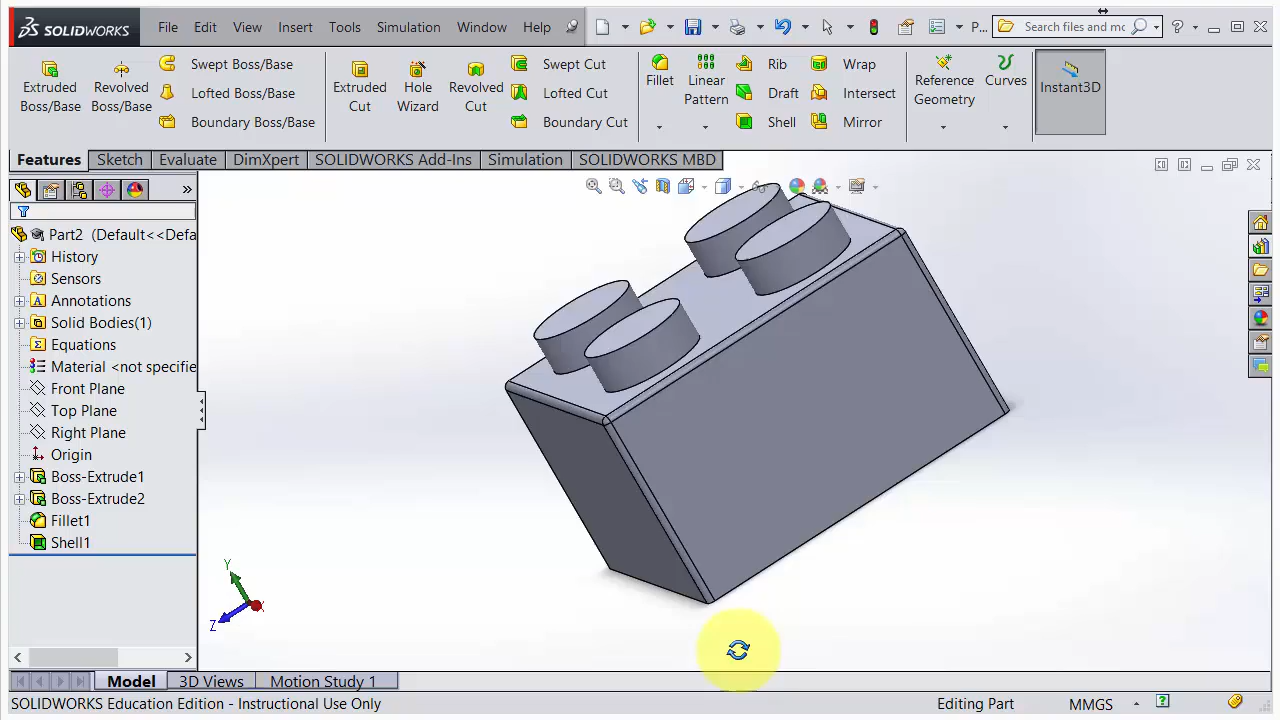 SOLIDWORKS File Edit View Insert Tools Simulation Window Help P... Search files and mc ?
Extruded Boss/Base
Revolved Boss/Base
Swept Boss/Base
Lofted Boss/Base
Boundary Boss/Base
Extruded Cut
Hole Wizard
Revolved Cut
Swept Cut
Lofted Cut
Boundary Cut
Fillet
Linear Pattern
Rib
Draft
Shell
Wrap
Intersect
Mirror
Reference Geometry
Curves
Instant3D
Features Sketch Evaluate DimXpert SOLIDWORKS Add-Ins Simulation SOLIDWORKS MBD
Part2 (Default<<Defa
History
Sensors
A Annotations
Solid Bodies(1)
Equations
Material <not specifie
Front Plane
Top Plane
Right Plane
Origin
Boss-Extrude1
Boss-Extrude2
Fillet1
Shell1
Y
X
Z
Model 3D Views Motion Study 1
SOLIDWORKS Education Edition - Instructional Use Only Editing Part MMGS ?